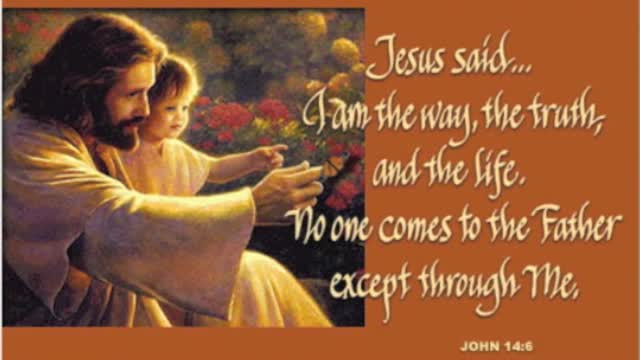 Jesus said...
I am the way, the truth,
and the life.
No one comes to the Father
except through Me.
JOHN 14:6